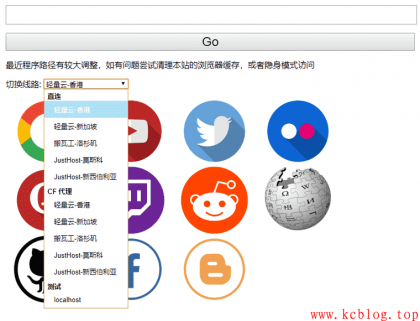 Go
最近程序路径有较大调整，如有问题尝试清理本站的浏览器缓存，或者隐身模式访问
切换线路: 轻量云-香港
直连
轻量云-香港
轻量云-新加坡
搬瓦工-洛杉矶
JustHost-莫斯科
JustHost-新西伯利亚
CF 代理
轻量云-香港
轻量云-新加坡
搬瓦工-洛杉矶
JustHost-莫斯科
JustHost-新西伯利亚
测试
localhost
www.kcblog.top